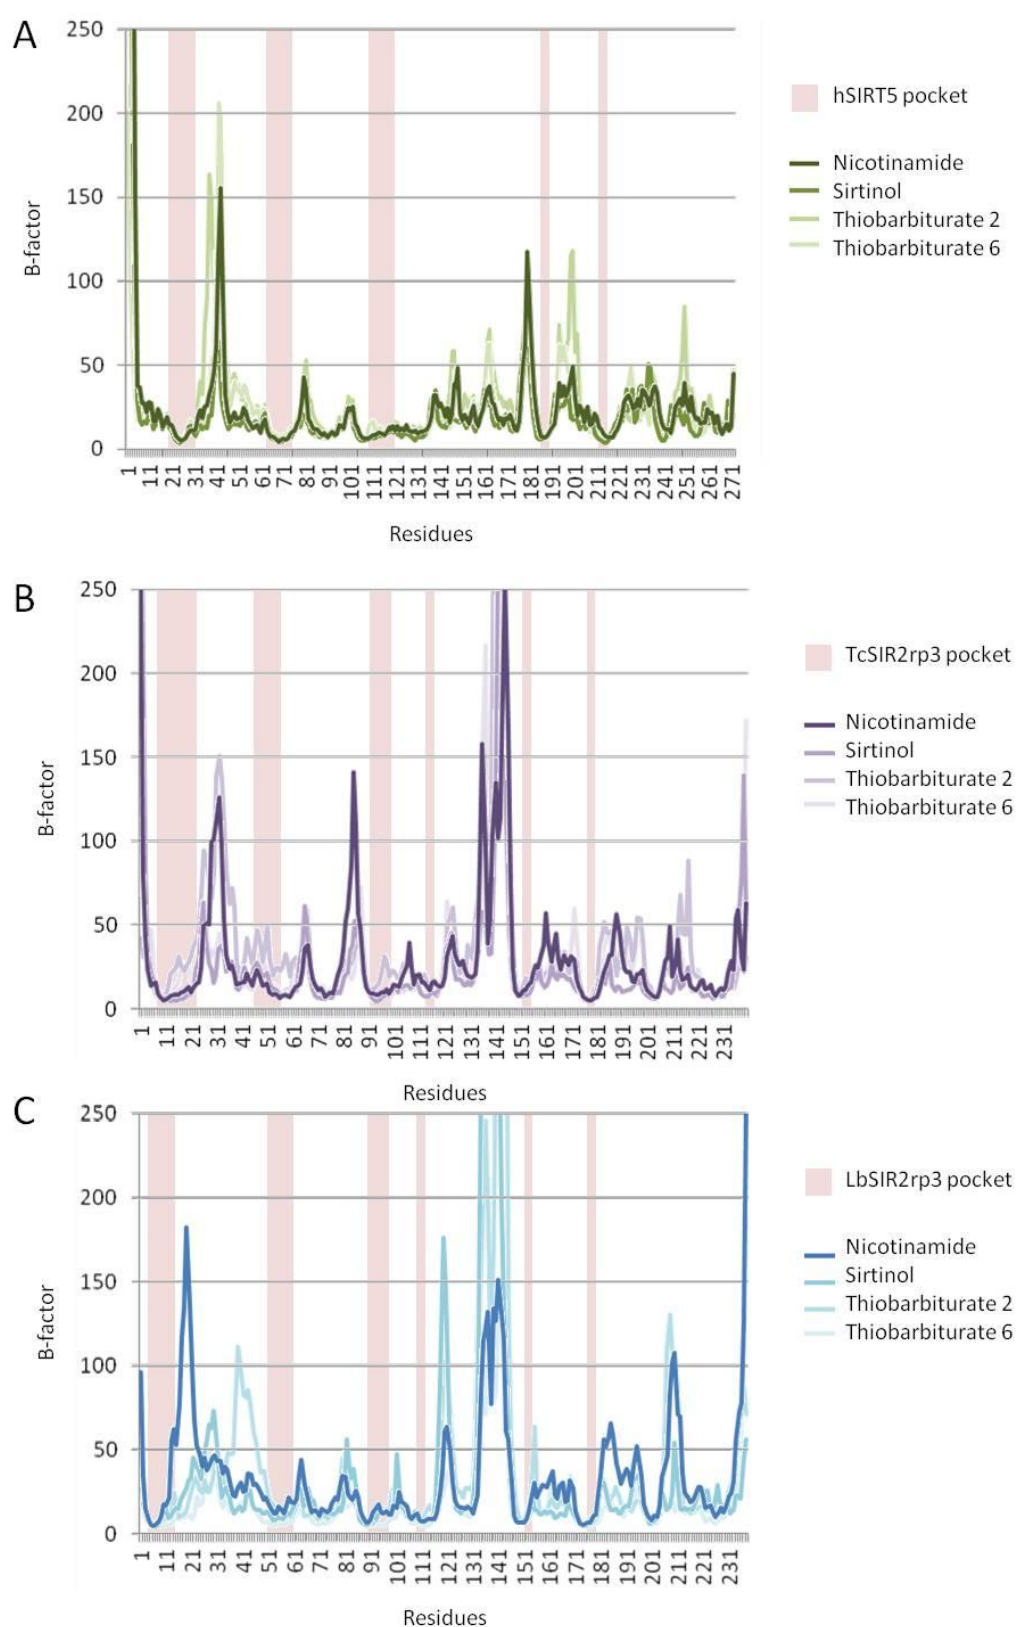 A
250
200
150
100
50
0
B-factor
1 11 21 31 41 51 61 71 81 91 101 111 121 131 141 151 161 171 181 191 201 211 221 231 241 251 261 271
Residues
hSIRT5 pocket
Nicotinamide
Sirtinol
Thiobarbiturate 2
Thiobarbiturate 6
B
250
200
150
100
50
0
B-factor
1 11 21 31 41 51 61 71 81 91 101 111 121 131 141 151 161 171 181 191 201 211 221 231
Residues
TcSIR2rp3 pocket
Nicotinamide
Sirtinol
Thiobarbiturate 2
Thiobarbiturate 6
C
250
200
150
100
50
0
B-factor
1 11 21 31 41 51 61 71 81 91 101 111 121 131 141 151 161 171 181 191 201 211 221 231
Residues
LbSIR2rp3 pocket
Nicotinamide
Sirtinol
Thiobarbiturate 2
Thiobarbiturate 6